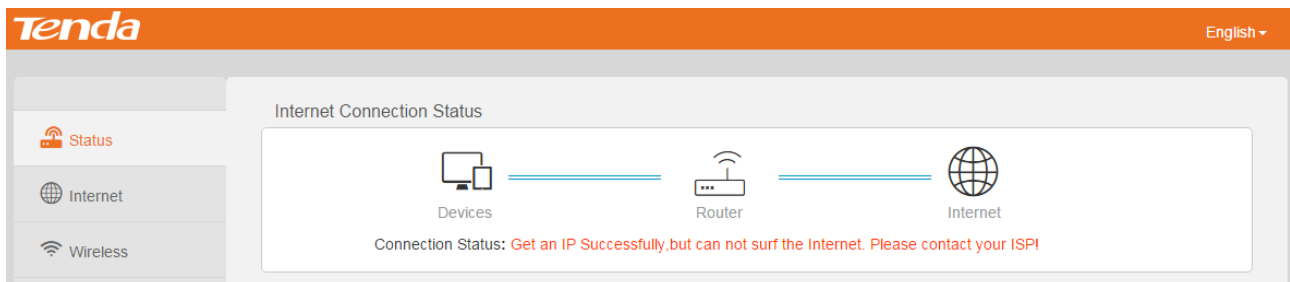 Tenda
English
Internet Connection Status
Status
Internet
Wireless
Devices
Router
Internet
Connection Status: Get an IP Successfully,but can not surf the Internet. Please contact your ISP!